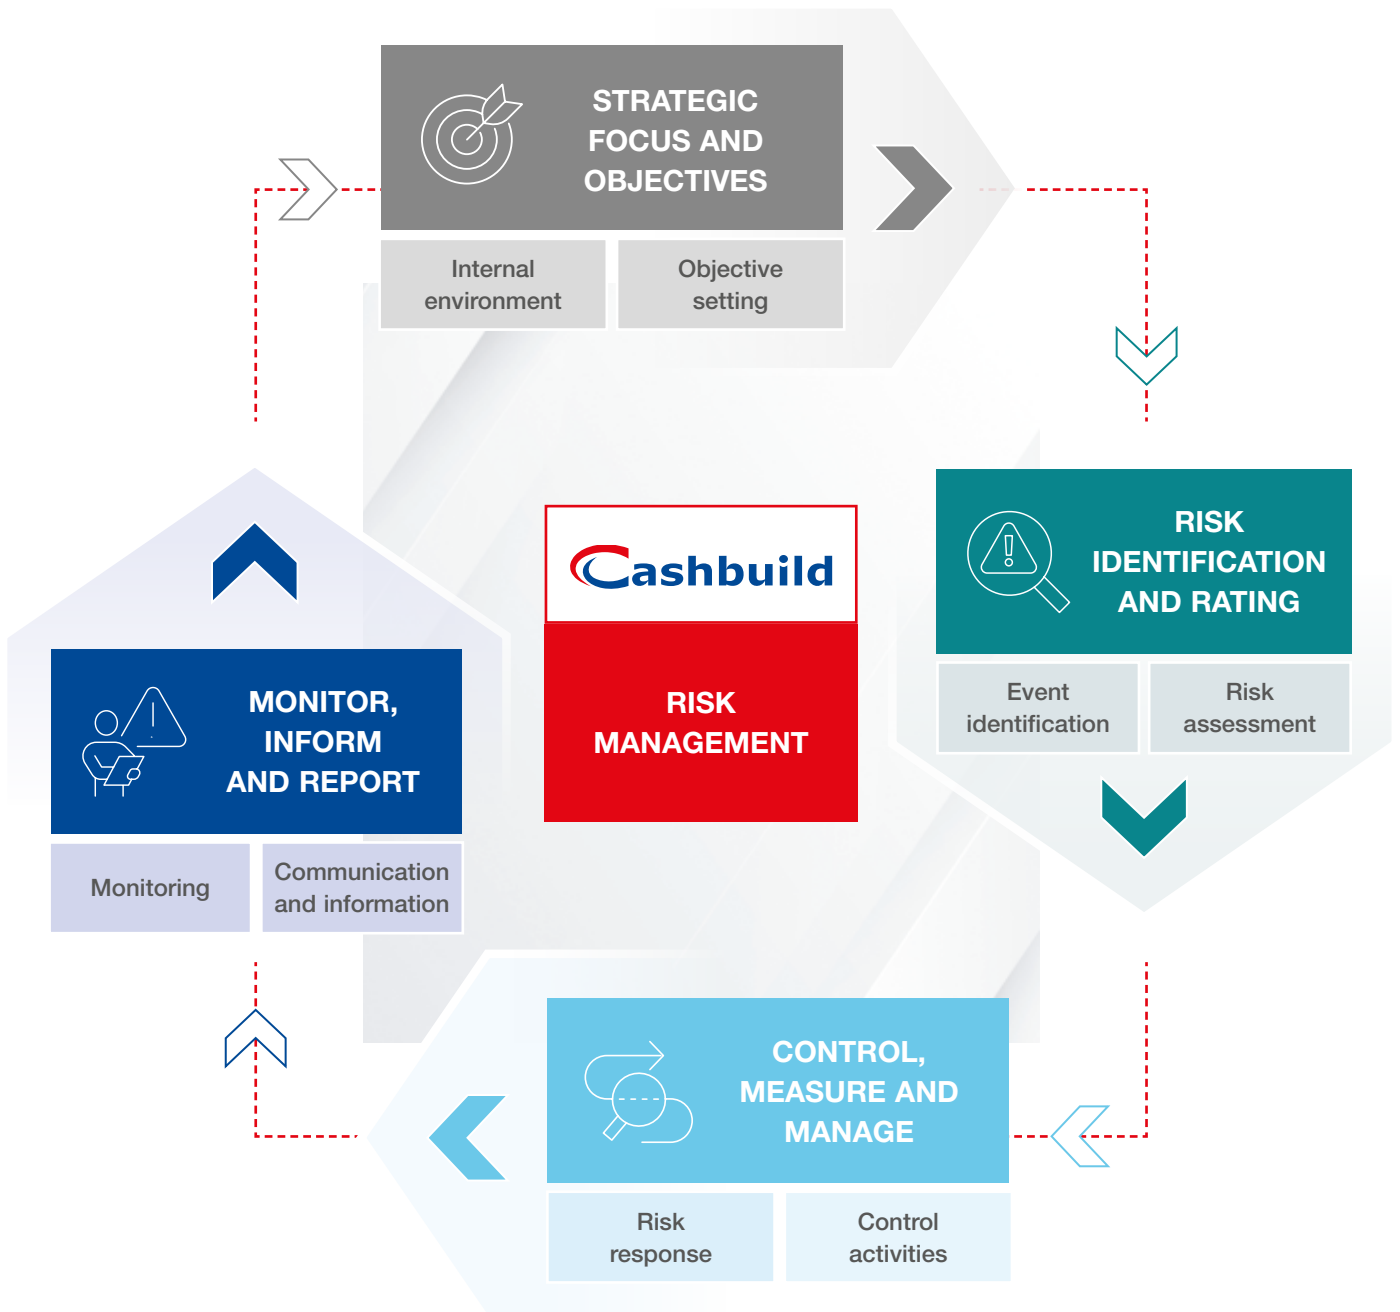 STRATEGIC
FOCUS AND
OBJECTIVES
Internal
environment
Objective
setting
RISK
IDENTIFICATION
AND RATING
Event
identification
Risk
assessment
Cashbuild
RISK
MANAGEMENT
MONITOR,
INFORM
AND REPORT
Monitoring
Communication
and information
CONTROL,
MEASURE AND
MANAGE
Risk
response
Control
activities